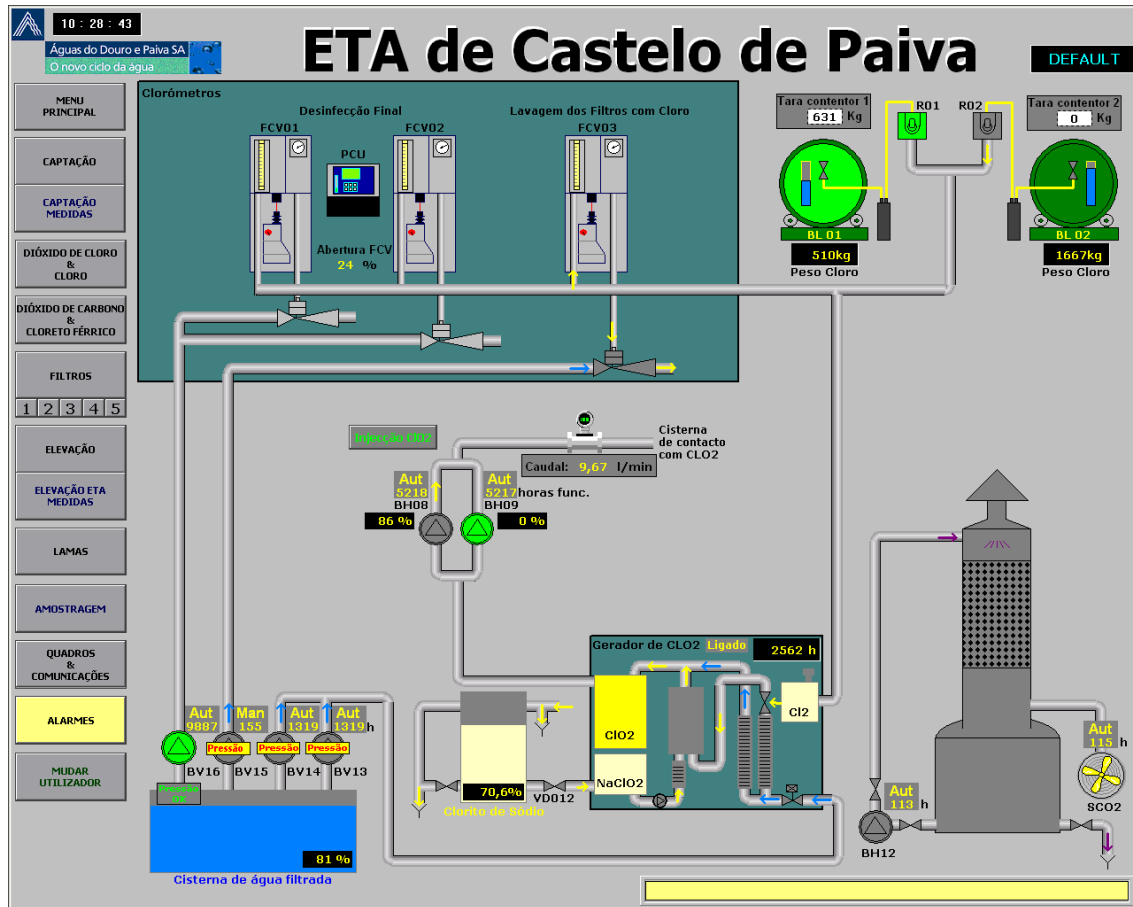 10 : 28 : 43
Águas do Douro e Paiva SA
O novo ciclo da água
ETA de Castelo de Paiva
DEFAULT
MENU
PRINCIPAL
CAPTAÇÃO
CAPTAÇÃO
MEDIDAS
DIÓXIDO DE CLORO
&
CLORO
DIÓXIDO DE CARBONO
&
CLORETO FÉRRICO
FILTROS
1 2 3 4 5
ELEVAÇÃO
ELEVAÇÃO ETA
MEDIDAS
LAMAS
AMOSTRAGEM
QUADROS
&
COMUNICAÇÕES
ALARMES
MUDAR
UTILIZADOR
Clorómetros
Desinfecção Final
Lavagem dos Filtros com Cloro
FCV01
FCV02
FCV03
PCU
Abertura FCV
24 %
Tara contentor 1
631 Kg
R01
R02
Tara contentor 2
0 Kg
BL 01
510kg
Peso Cloro
BL 02
1667kg
Peso Cloro
Injecção ClO2
Cisterna
de contacto
com CLO2
Caudal: 9,67 l/min
Aut
5218
BH08
86 %
Aut
5217 horas func.
BH09
0 %
Gerador de CLO2 Ligado 2562 h
ClO2
NaClO2
Cl2
70,6%
VD012
Clorito de Sódio
Aut
9887
Man
155
Aut
1319
Aut
1319 h
Pressão
Pressão
Pressão
BV16
BV15
BV14
BV13
Pressão
OK
81 %
Cisterna de água filtrada
Aut
113 h
BH12
Aut
115 h
SCO2